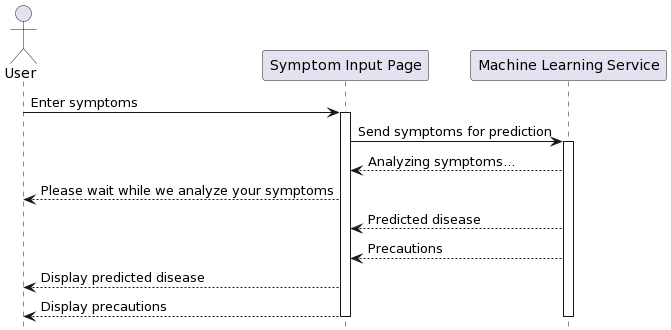 User
Symptom Input Page
Machine Learning Service
Enter symptoms
Send symptoms for prediction
Analyzing symptoms...
Please wait while we analyze your symptoms
Predicted disease
Precautions
Display predicted disease
Display precautions